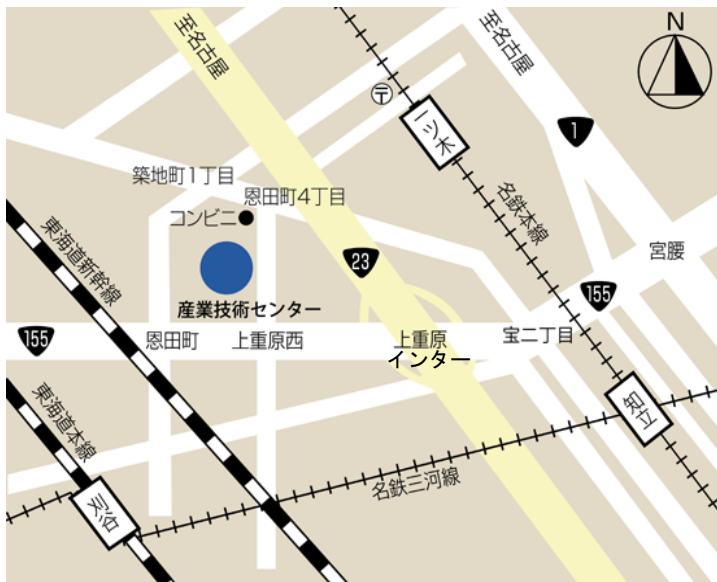 至名古屋
至名古屋
N
〒
一ツ木
1
築地町1丁目
恩田町4丁目
コンビニ
名鉄本線
東海道新幹線
23
宮腰
産業技術センター
155
155
恩田町
上重原西
上重原
インター
宝二丁目
東海道本線
知立
名鉄三河線
刈谷